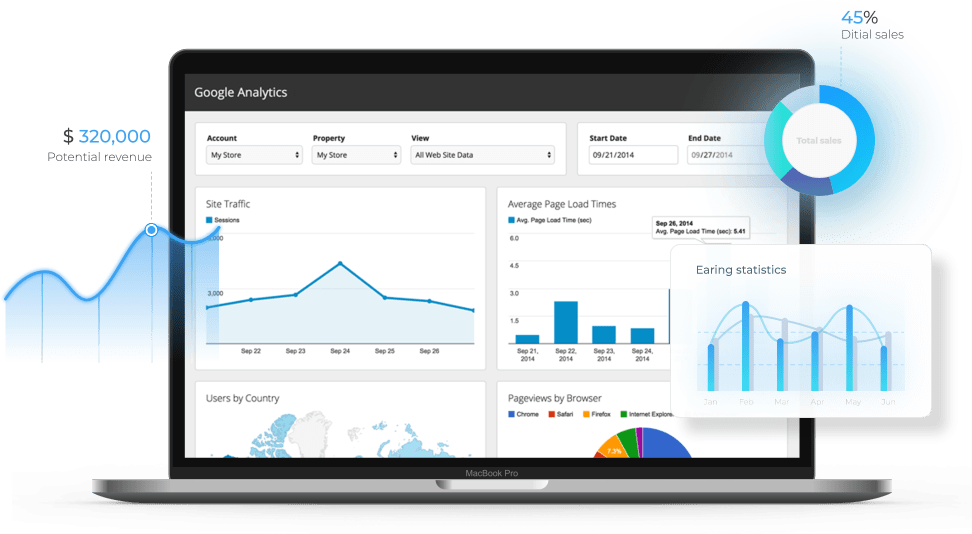 45%
Ditial sales
Google Analytics
$ 320,000
Potential revenue
Account
Property
View
Start Date
End Date
My Store
My Store
All Web Site Data
09/21/2014
09/27/2014
Total sales
Site Traffic
Sessions
3,000
Sep 22
Sep 23
Sep 24
Sep 25
Sep 26
Average Page Load Times
Avg. Page Load Time (sec)
Sep 26, 2014
Avg. Page Load Time (sec): 5.41
6.0
4.5
3.0
1.5
Sep 21,
2014
Sep 22,
2014
Sep 23,
2014
Sep 24,
2014
Earing statistics
Jan
Feb
Mar
Apr
May
Jun
Users by Country
Pageviews by Browser
Chrome
Safari
Firefox
Internet Explore
7.3%
MacBook Pro